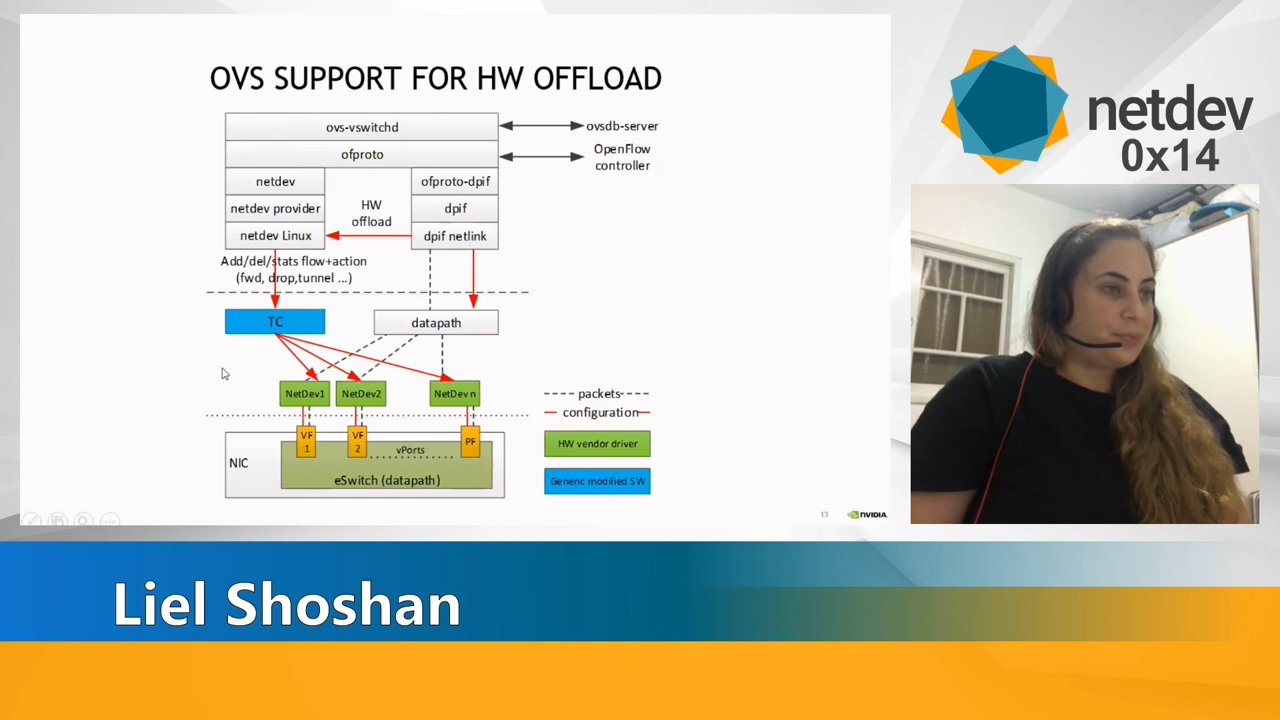 OVS SUPPORT FOR HW OFFLOAD
ovs-vswitchd
ovsdb-server
ofproto
OpenFlow
controller
netdev
ofproto-dpif
netdev provider
HW
offload
dpif
netdev Linux
dpif netlink
Add/del/stats flow+action
(fwd, drop,tunnel ...)
TC
datapath
NetDev1
NetDev2
NetDev n
packets
configuration
VF
1
VF
2
PF
HW vendor driver
NIC
vPorts
eSwitch (datapath)
Generic modified SW
13
NVIDIA
netdev
0x14
Liel Shoshan